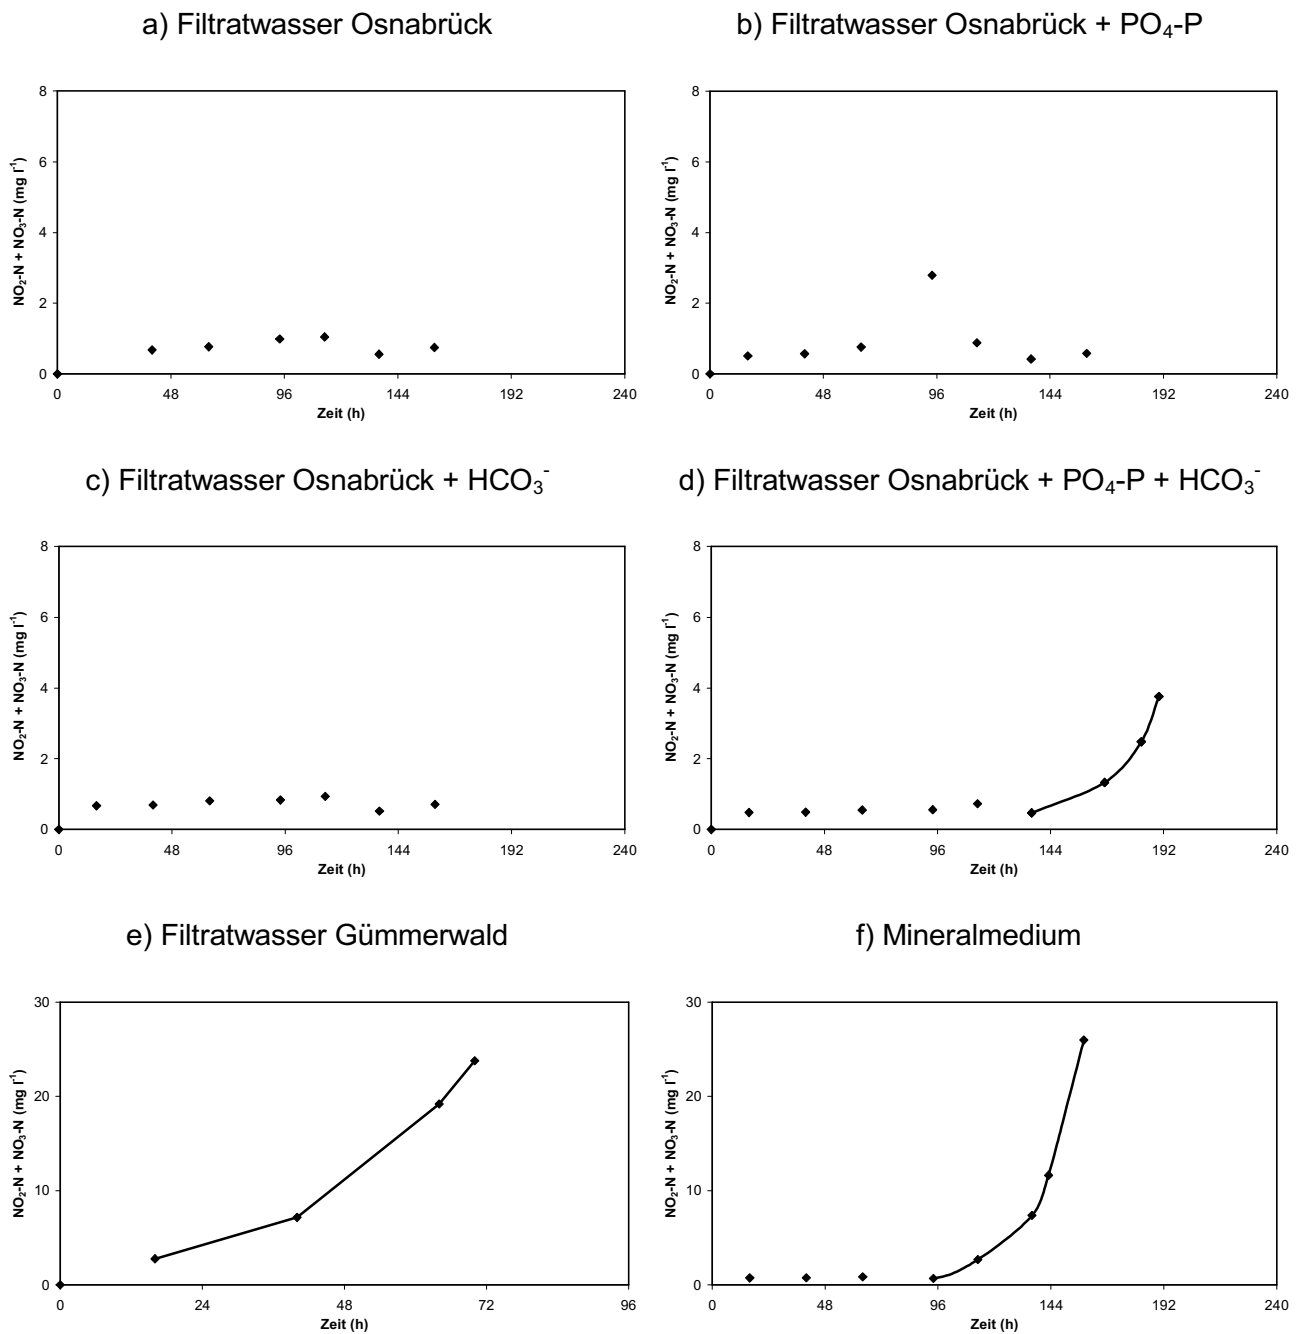 a) Filtratwasser Osnabrück
NO₂-N + NO₃-N (mg l⁻¹)
8
6
4
2
0
0 48 96 144 192 240
Zeit (h)
b) Filtratwasser Osnabrück + PO₄-P
NO₂-N + NO₃-N (mg l⁻¹)
8
6
4
2
0
0 48 96 144 192 240
Zeit (h)
c) Filtratwasser Osnabrück + HCO₃⁻
NO₂-N + NO₃-N (mg l⁻¹)
8
6
4
2
0
0 48 96 144 192 240
Zeit (h)
d) Filtratwasser Osnabrück + PO₄-P + HCO₃⁻
NO₂-N + NO₃-N (mg l⁻¹)
8
6
4
2
0
0 48 96 144 192 240
Zeit (h)
e) Filtratwasser Gümmerwald
NO₂-N + NO₃-N (mg l⁻¹)
30
20
10
0
0 24 48 72 96
Zeit (h)
f) Mineralmedium
NO₂-N + NO₃-N (mg l⁻¹)
30
20
10
0
0 48 96 144 192 240
Zeit (h)